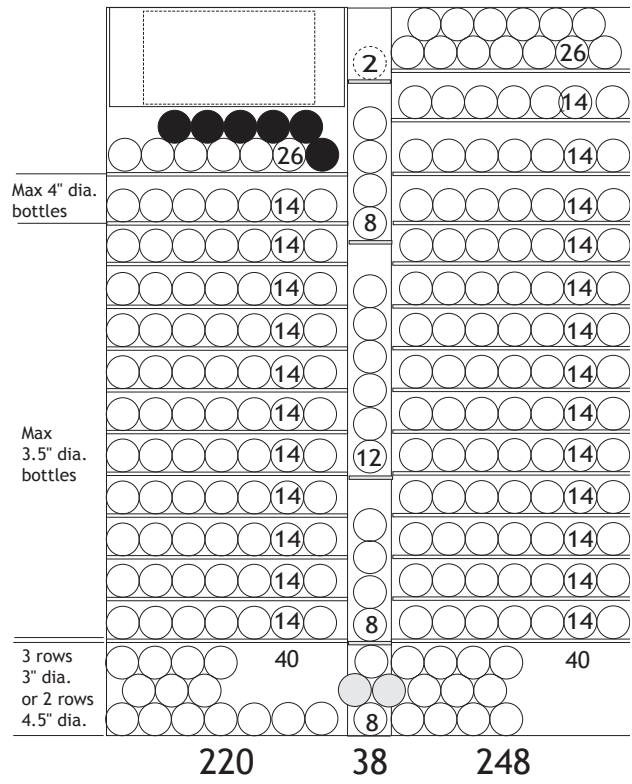 2 26
14
26 14
Max 4" dia.
bottles
14 14
8
14 14
14 14
14 14
14 14
14 14
Max
3.5" dia.
bottles
14 12 14
14 14
14 14
14 14
14 8 14
3 rows
3" dia.
or 2 rows
4.5" dia.
40 40
8
220 38 248